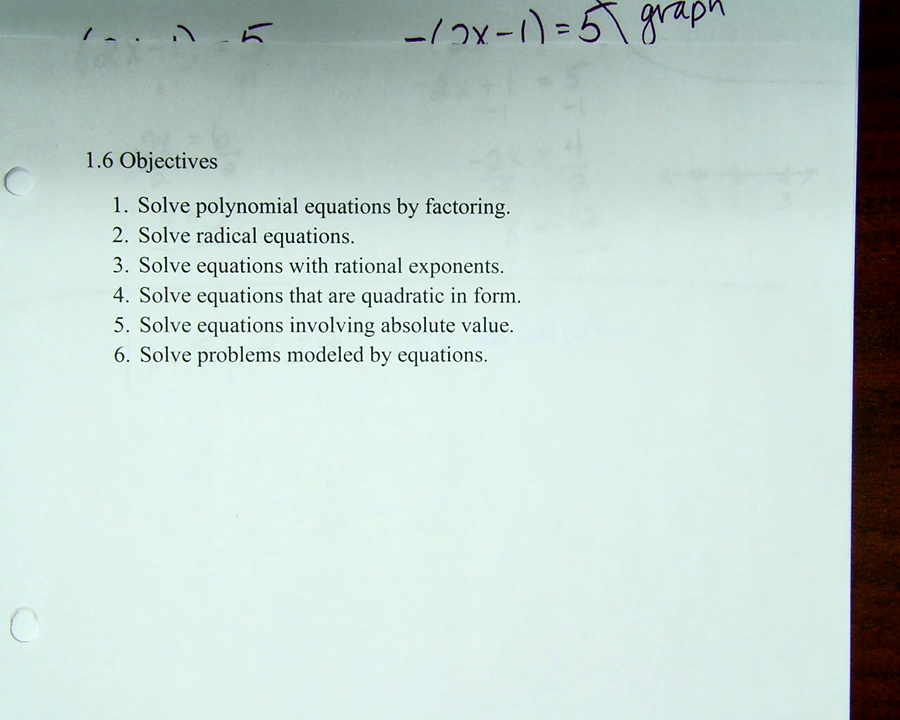 -(2x-1)=5 graph
1.6 Objectives
1. Solve polynomial equations by factoring.
2. Solve radical equations.
3. Solve equations with rational exponents.
4. Solve equations that are quadratic in form.
5. Solve equations involving absolute value.
6. Solve problems modeled by equations.